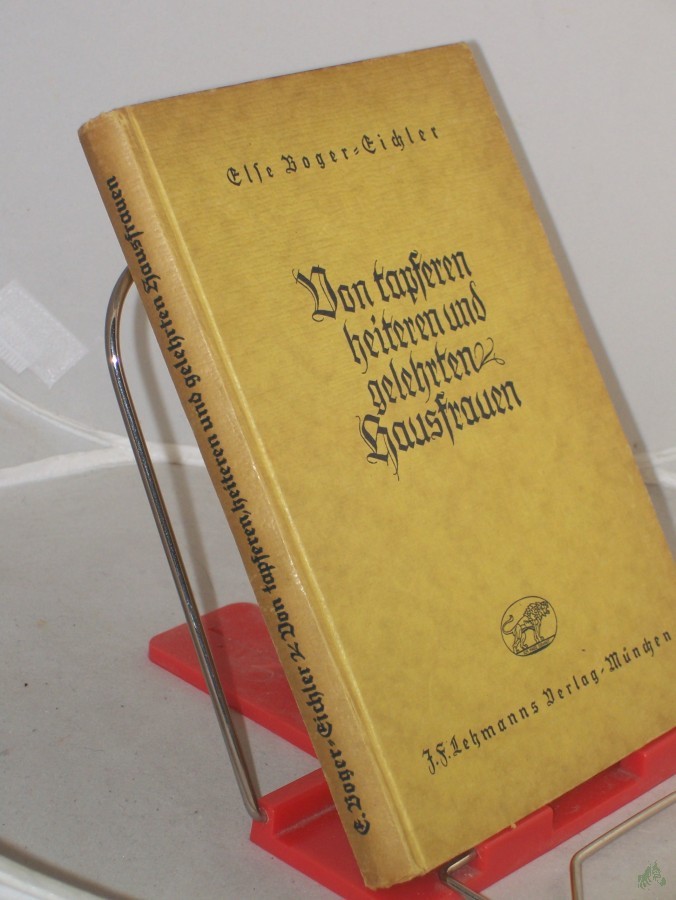 Else Boger-Eichler
Von tapferen
heiteren und
gelehrten
Hausfrauen
J. F. Lehmanns Verlag - München
E. Boger-Eichler / Von tapferen, heiteren und gelehrten Hausfrauen